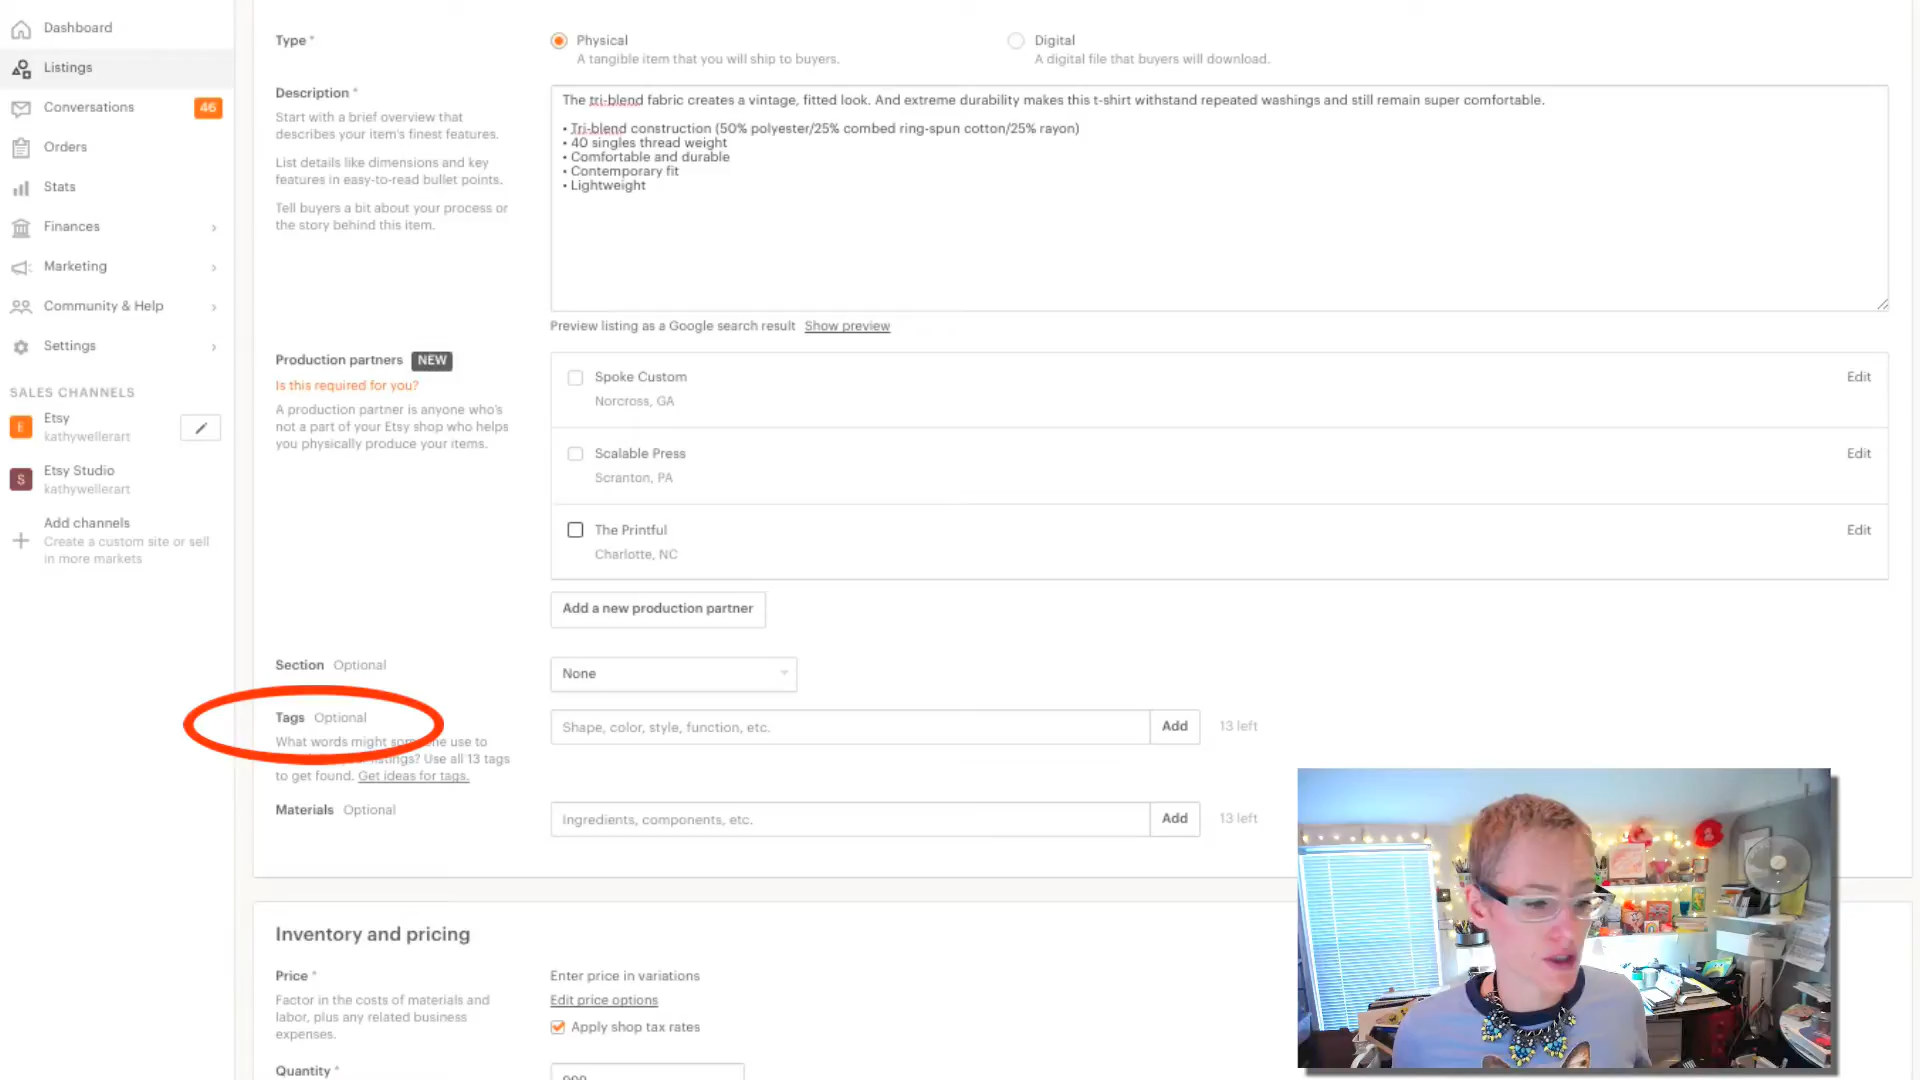 Dashboard
Listings
Conversations 46
Orders
Stats
Finances
Marketing
Community & Help
Settings
SALES CHANNELS
E Etsy
kathywellerart
S Etsy Studio
kathywellerart
Add channels
Create a custom site or sell
in more markets
Type *
Physical
A tangible item that you will ship to buyers.
Digital
A digital file that buyers will download.
Description *
Start with a brief overview that
describes your item's finest features.
List details like dimensions and key
features in easy-to-read bullet points.
Tell buyers a bit about your process or
the story behind this item.
The tri-blend fabric creates a vintage, fitted look. And extreme durability makes this t-shirt withstand repeated washings and still remain super comfortable.
• Tri-blend construction (50% polyester/25% combed ring-spun cotton/25% rayon)
• 40 singles thread weight
• Comfortable and durable
• Contemporary fit
• Lightweight
Preview listing as a Google search result Show preview
Production partners NEW
Is this required for you?
A production partner is anyone who's
not a part of your Etsy shop who helps
you physically produce your items.
Spoke Custom Edit
Norcross, GA
Scalable Press Edit
Scranton, PA
The Printful Edit
Charlotte, NC
Add a new production partner
Section Optional
None
Tags Optional
What words might someone use to
listings? Use all 13 tags
to get found. Get ideas for tags.
Shape, color, style, function, etc. Add 13 left
Materials Optional
Ingredients, components, etc. Add 13 left
Inventory and pricing
Price *
Factor in the costs of materials and
labor, plus any related business
expenses.
Enter price in variations
Edit price options
Apply shop tax rates
Quantity *
999